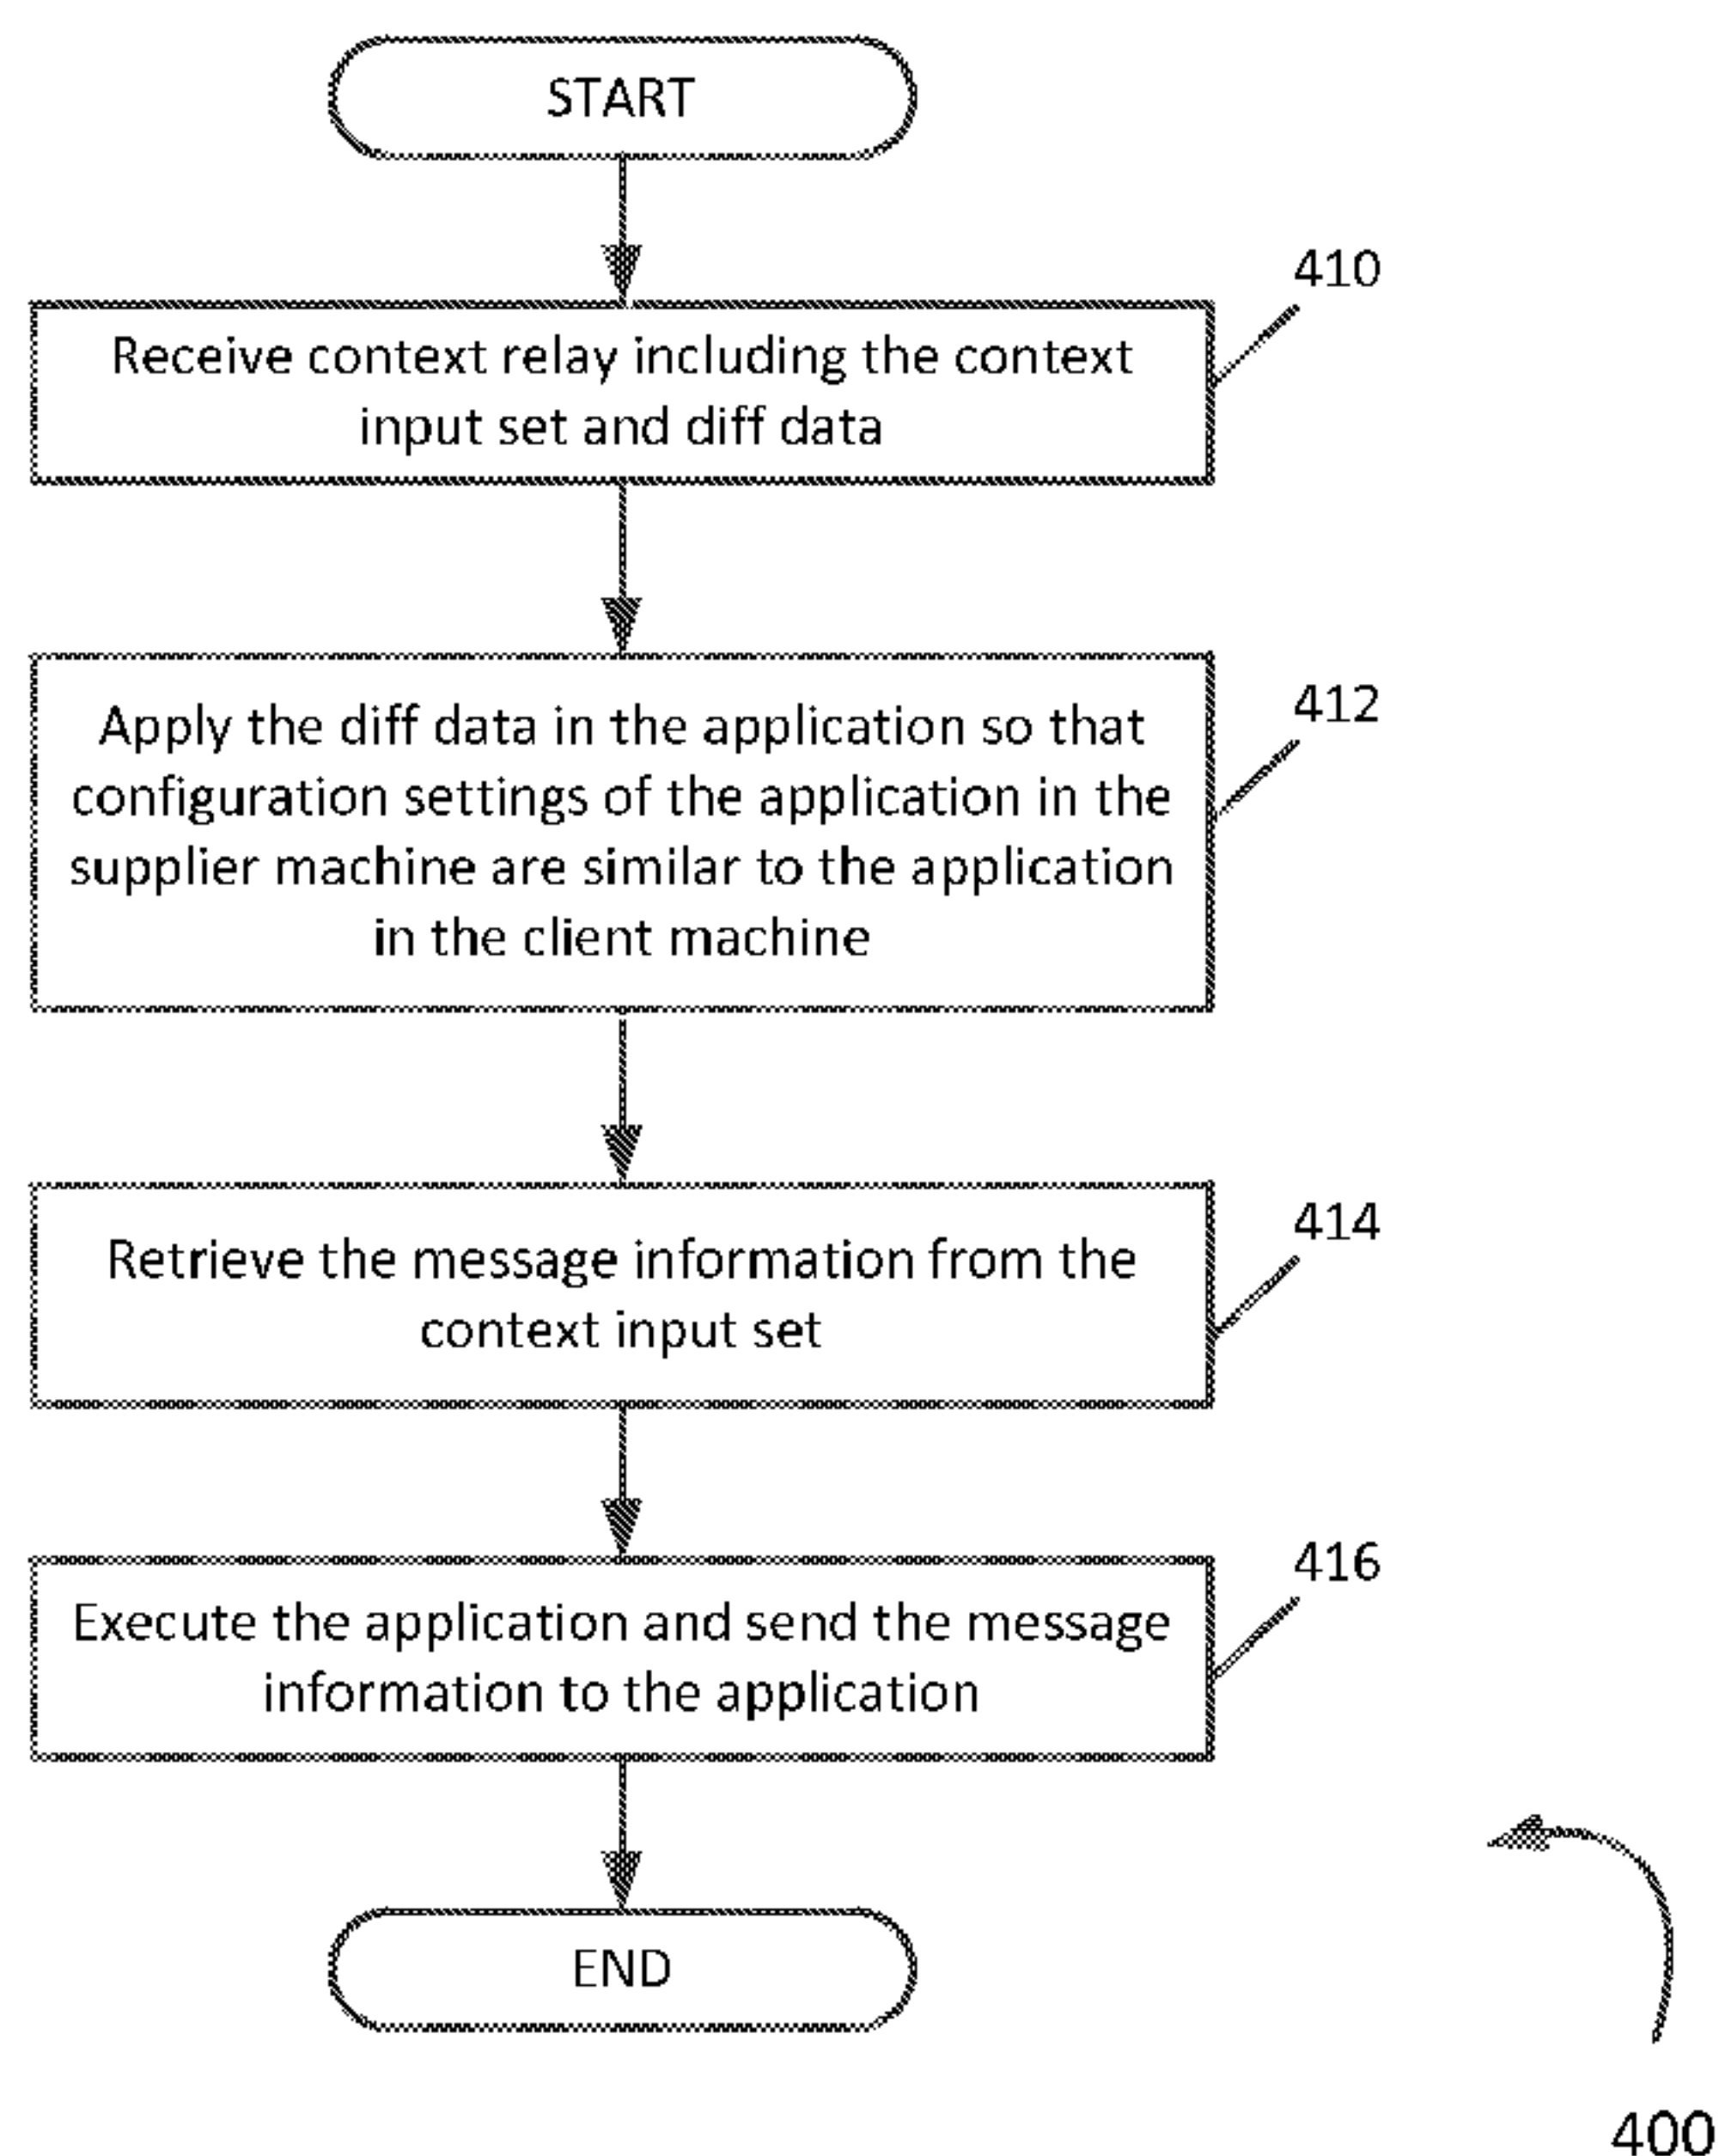 START
410
Receive context relay including the context
input set and diff data
412
Apply the diff data in the application so that
configuration settings of the application in the
supplier machine are similar to the application
in the client machine
414
Retrieve the message information from the
context input set
416
Execute the application and send the message
information to the application
END
400